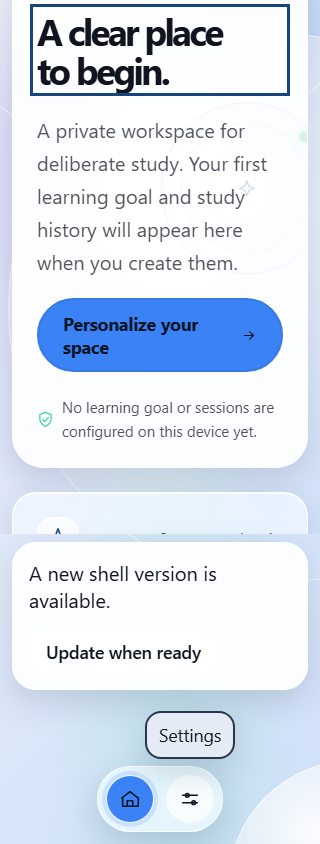 A clear place
to begin.
A private workspace for
deliberate study. Your first
learning goal and study
history will appear here
when you create them.
Personalize your
space
No learning goal or sessions are
configured on this device yet.
A new shell version is
available.
Update when ready
Settings